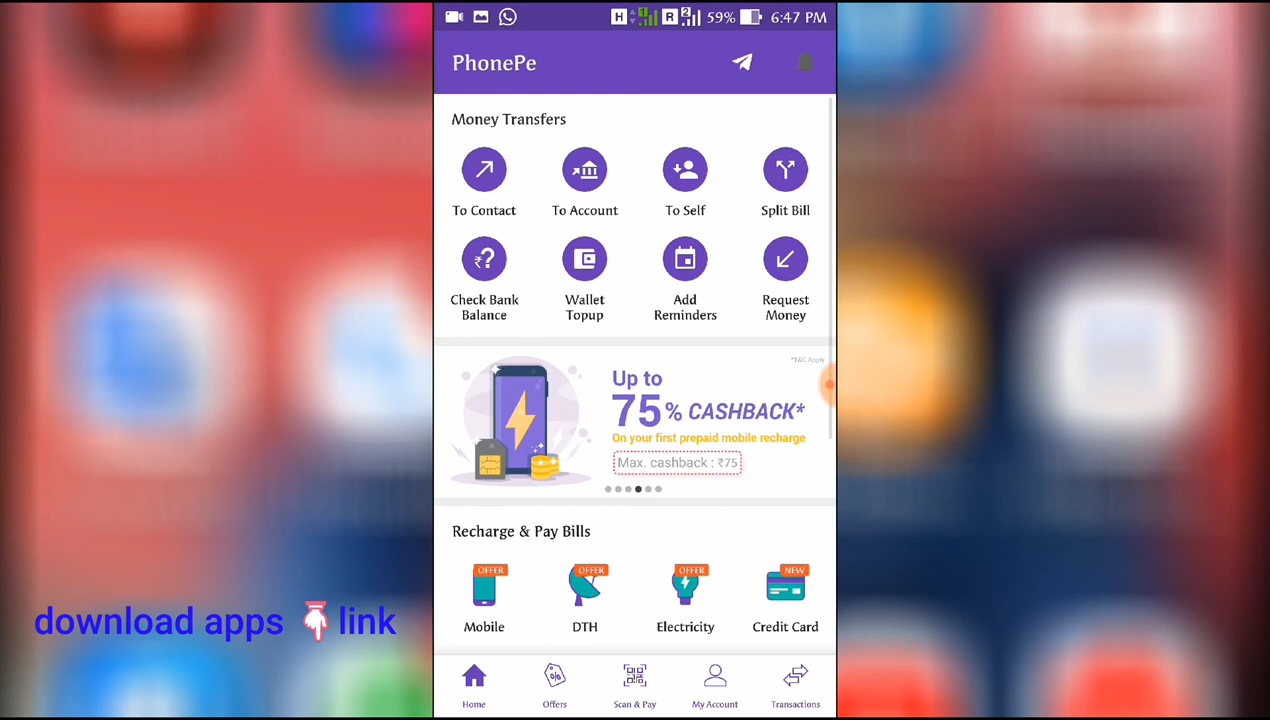 H 1 R 2 59% 6:47 PM
PhonePe
Money Transfers
To Contact To Account To Self Split Bill
Check Bank Balance Wallet Topup Add Reminders Request Money
*T&C Apply
Up to
75% CASHBACK*
On your first prepaid mobile recharge
Max. cashback : ₹75
Recharge & Pay Bills
OFFER OFFER OFFER NEW
Mobile DTH Electricity Credit Card
download apps 👇 link
Home Offers Scan & Pay My Account Transactions